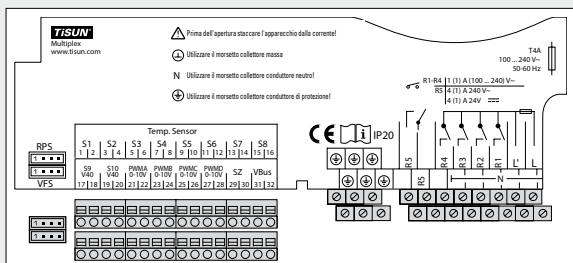 TiSUN
Multiplex
www.tisun.com
Prima dell'apertura staccare l'apparecchio dalla corrente!
Utilizzare il morsetto collettore massa
N Utilizzare il morsetto collettore conduttore neutro!
Utilizzare il morsetto collettore conduttore di protezione!
T4A
100 ... 240 V~
50-60 Hz
R1-R4 1 (1) A (100 ... 240) V~
R5 4 (1) A 240 V~
4 (1) A 24V
CE i IP20
Temp. Sensor
S1 S2 S3 S4 S5 S6 S7 S8
1 2 3 4 5 6 7 8 9 10 11 12 13 14 15 16
S9 S10 PWMA PWMB PWMC PWMD SZ VBus
V40 V40 0-10V 0-10V 0-10V 0-10V
17 18 19 20 21 22 23 24 25 26 27 28 29 30 31 32
RPS
1
VFS
1
1
1
R5 R4 R3 R2 R1 L' L
R5 N